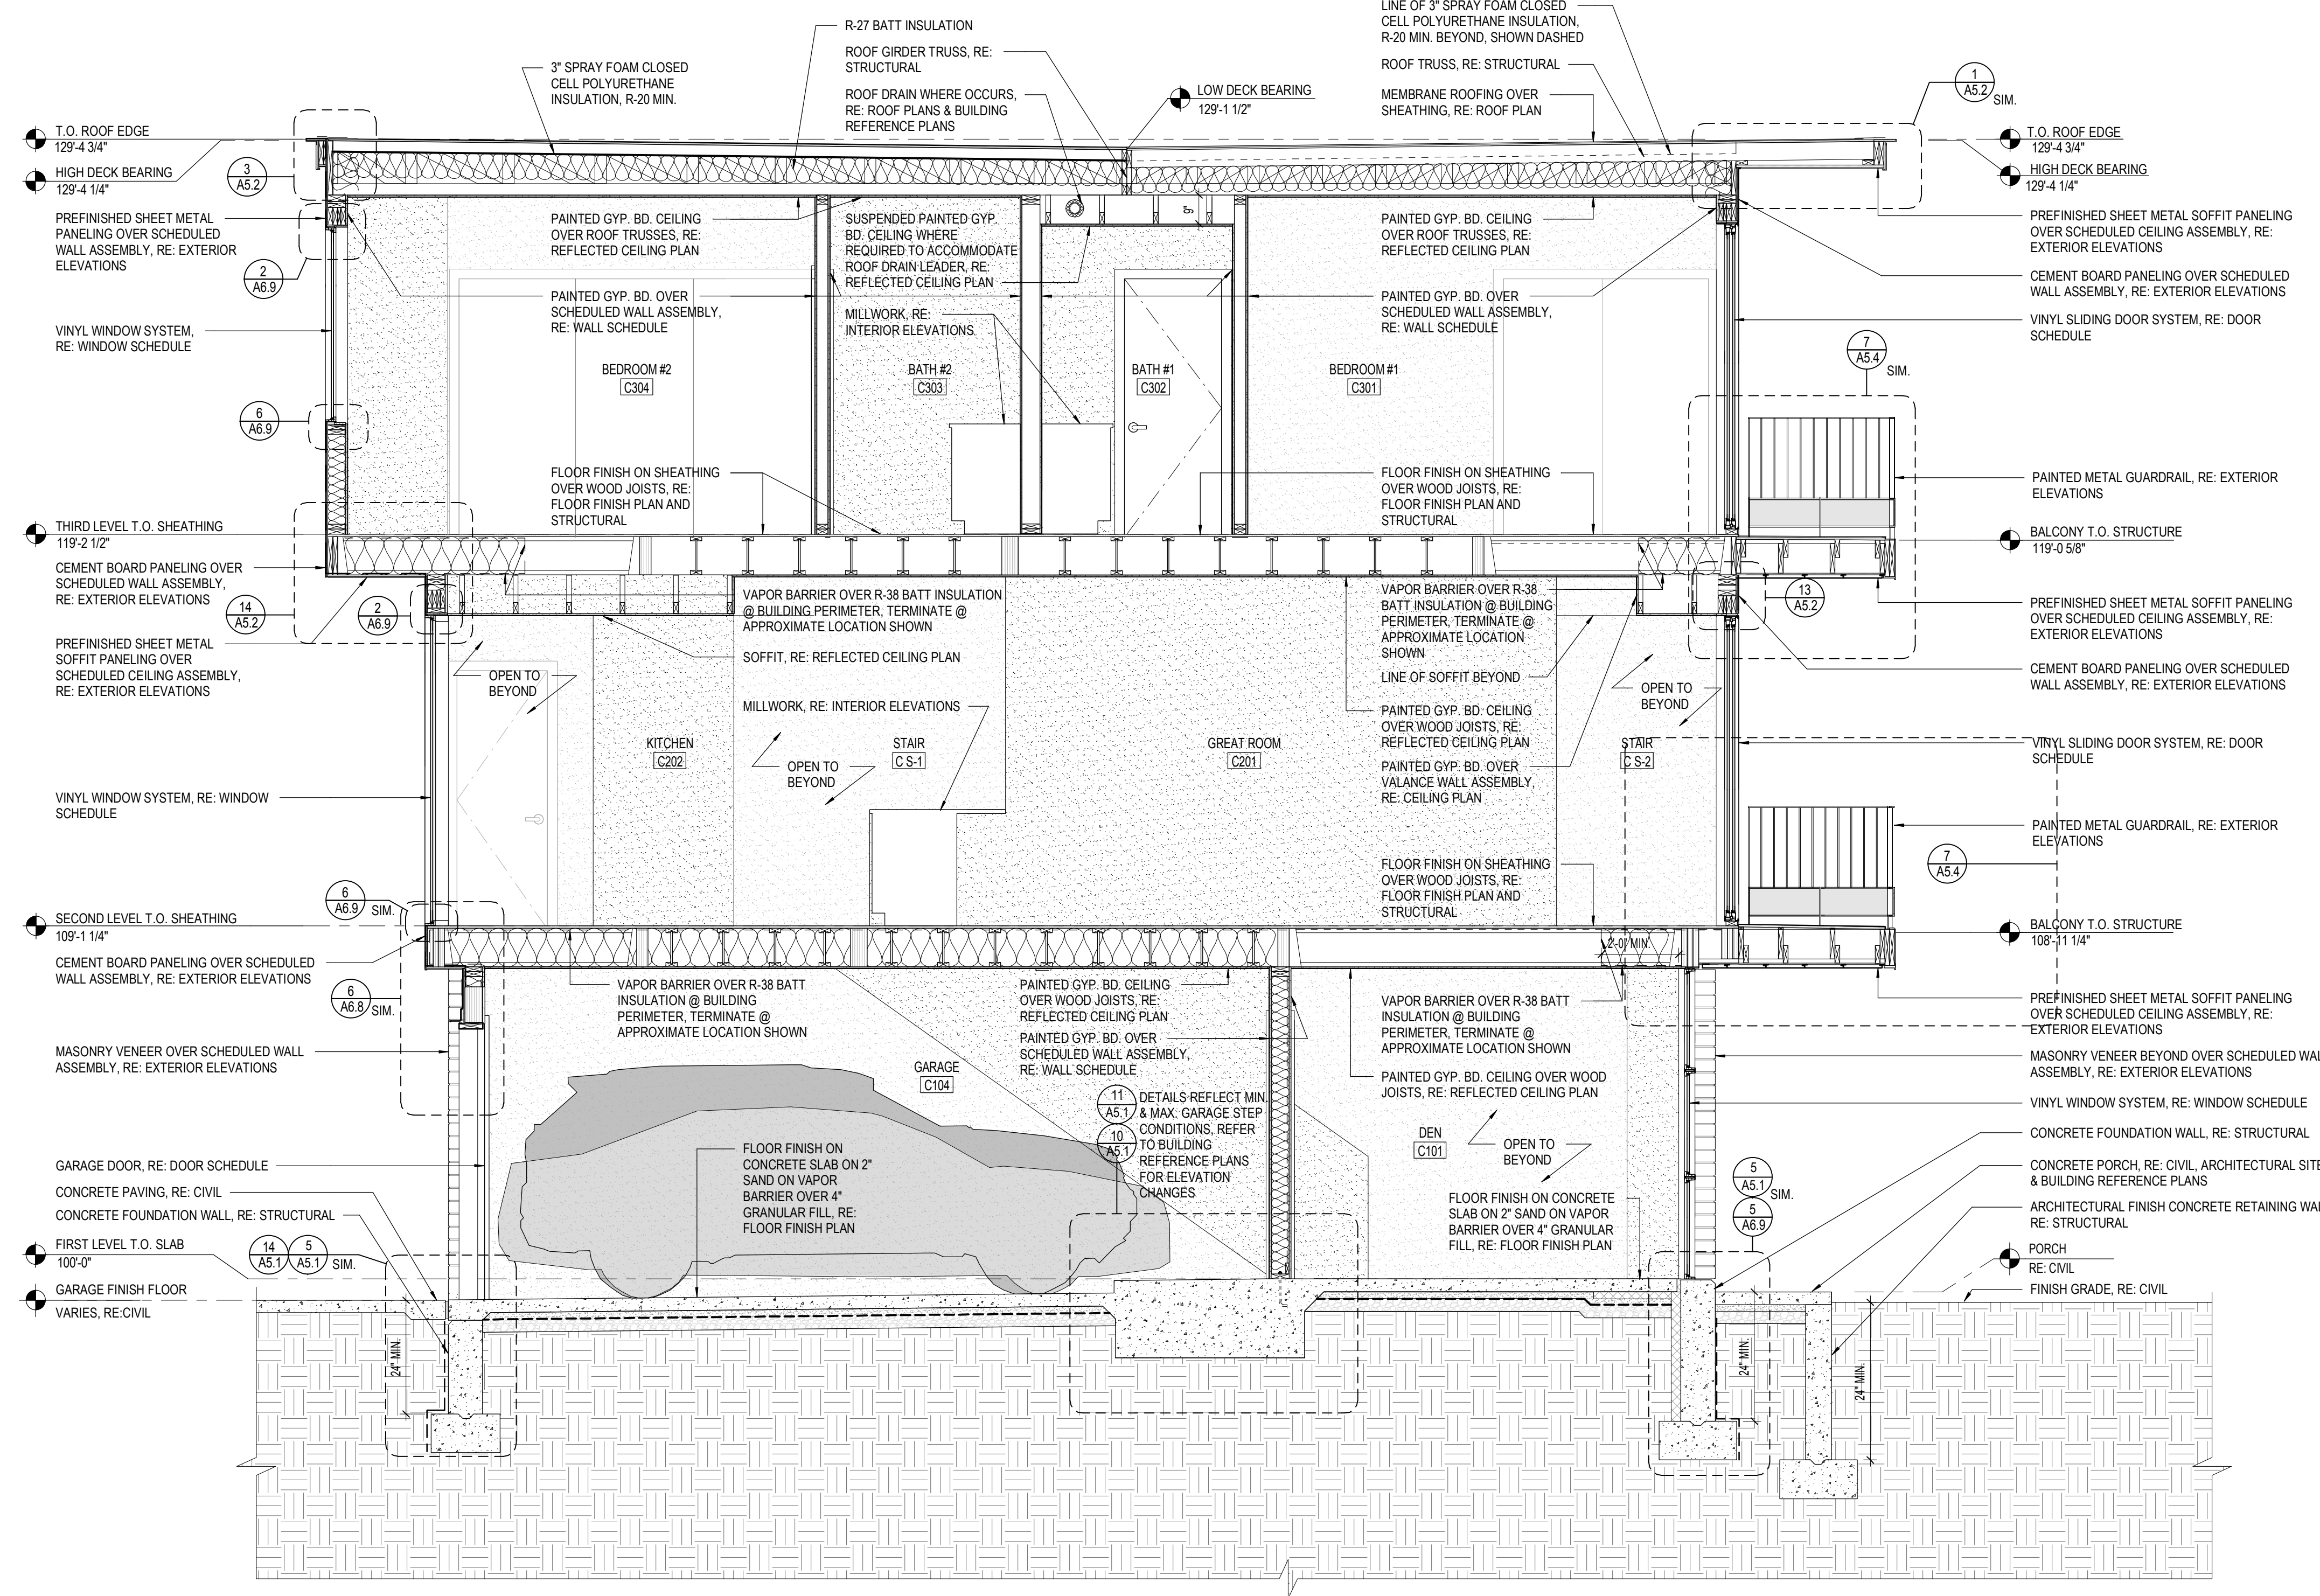 LINE OF 3" SPRAY FOAM CLOSED
CELL POLYURETHANE INSULATION,
R-20 MIN. BEYOND, SHOWN DASHED
R-27 BATT INSULATION
ROOF GIRDER TRUSS, RE:
STRUCTURAL
3" SPRAY FOAM CLOSED
CELL POLYURETHANE
INSULATION, R-20 MIN.
ROOF DRAIN WHERE OCCURS,
RE: ROOF PLANS & BUILDING
REFERENCE PLANS
LOW DECK BEARING
129'-1 1/2"
ROOF TRUSS, RE: STRUCTURAL
MEMBRANE ROOFING OVER
SHEATHING, RE: ROOF PLAN
1
A5.2
SIM.
T.O. ROOF EDGE
129'-4 3/4"
HIGH DECK BEARING
129'-4 1/4"
3
A5.2
T.O. ROOF EDGE
129'-4 3/4"
HIGH DECK BEARING
129'-4 1/4"
PREFINISHED SHEET METAL
PANELING OVER SCHEDULED
WALL ASSEMBLY, RE: EXTERIOR
ELEVATIONS
2
A6.9
PAINTED GYP. BD. CEILING
OVER ROOF TRUSSES, RE:
REFLECTED CEILING PLAN
SUSPENDED PAINTED GYP.
BD. CEILING WHERE
REQUIRED TO ACCOMMODATE
ROOF DRAIN LEADER, RE:
REFLECTED CEILING PLAN
9"
PAINTED GYP. BD. CEILING
OVER ROOF TRUSSES, RE:
REFLECTED CEILING PLAN
PREFINISHED SHEET METAL SOFFIT PANELING
OVER SCHEDULED CEILING ASSEMBLY, RE:
EXTERIOR ELEVATIONS
CEMENT BOARD PANELING OVER SCHEDULED
WALL ASSEMBLY, RE: EXTERIOR ELEVATIONS
PAINTED GYP. BD. OVER
SCHEDULED WALL ASSEMBLY,
RE: WALL SCHEDULE
MILLWORK, RE:
INTERIOR ELEVATIONS
PAINTED GYP. BD. OVER
SCHEDULED WALL ASSEMBLY,
RE: WALL SCHEDULE
VINYL WINDOW SYSTEM,
RE: WINDOW SCHEDULE
VINYL SLIDING DOOR SYSTEM, RE: DOOR
SCHEDULE
7
A5.4
SIM.
BEDROOM #2
C304
BATH #2
C303
BATH #1
C302
BEDROOM #1
C301
6
A6.9
FLOOR FINISH ON SHEATHING
OVER WOOD JOISTS, RE:
FLOOR FINISH PLAN AND
STRUCTURAL
FLOOR FINISH ON SHEATHING
OVER WOOD JOISTS, RE:
FLOOR FINISH PLAN AND
STRUCTURAL
PAINTED METAL GUARDRAIL, RE: EXTERIOR
ELEVATIONS
THIRD LEVEL T.O. SHEATHING
119'-2 1/2"
BALCONY T.O. STRUCTURE
119'-0 5/8"
CEMENT BOARD PANELING OVER
SCHEDULED WALL ASSEMBLY,
RE: EXTERIOR ELEVATIONS
14
A5.2
2
A6.9
VAPOR BARRIER OVER R-38 BATT INSULATION
@ BUILDING PERIMETER, TERMINATE @
APPROXIMATE LOCATION SHOWN
VAPOR BARRIER OVER R-38
BATT INSULATION @ BUILDING
PERIMETER, TERMINATE @
APPROXIMATE LOCATION
SHOWN
13
A5.2
PREFINISHED SHEET METAL SOFFIT PANELING
OVER SCHEDULED CEILING ASSEMBLY, RE:
EXTERIOR ELEVATIONS
PREFINISHED SHEET METAL
SOFFIT PANELING OVER
SCHEDULED CEILING ASSEMBLY,
RE: EXTERIOR ELEVATIONS
SOFFIT, RE: REFLECTED CEILING PLAN
LINE OF SOFFIT BEYOND
CEMENT BOARD PANELING OVER SCHEDULED
WALL ASSEMBLY, RE: EXTERIOR ELEVATIONS
OPEN TO
BEYOND
OPEN TO
BEYOND
MILLWORK, RE: INTERIOR ELEVATIONS
PAINTED GYP. BD. CEILING
OVER WOOD JOISTS, RE:
REFLECTED CEILING PLAN
KITCHEN
C202
STAIR
C S-1
GREAT ROOM
C201
STAIR
C S-2
OPEN TO
BEYOND
PAINTED GYP. BD. OVER
VALANCE WALL ASSEMBLY,
RE: CEILING PLAN
VINYL SLIDING DOOR SYSTEM, RE: DOOR
SCHEDULE
VINYL WINDOW SYSTEM, RE: WINDOW
SCHEDULE
PAINTED METAL GUARDRAIL, RE: EXTERIOR
ELEVATIONS
7
A5.4
FLOOR FINISH ON SHEATHING
OVER WOOD JOISTS, RE:
FLOOR FINISH PLAN AND
STRUCTURAL
6
A6.9
SIM.
SECOND LEVEL T.O. SHEATHING
109'-1 1/4"
BALCONY T.O. STRUCTURE
108'-11 1/4"
2'-0" MIN.
CEMENT BOARD PANELING OVER SCHEDULED
WALL ASSEMBLY, RE: EXTERIOR ELEVATIONS
6
A6.8
SIM.
VAPOR BARRIER OVER R-38 BATT
INSULATION @ BUILDING
PERIMETER, TERMINATE @
APPROXIMATE LOCATION SHOWN
PAINTED GYP. BD. CEILING
OVER WOOD JOISTS, RE:
REFLECTED CEILING PLAN
PAINTED GYP. BD. OVER
SCHEDULED WALL ASSEMBLY,
RE: WALL SCHEDULE
VAPOR BARRIER OVER R-38 BATT
INSULATION @ BUILDING
PERIMETER, TERMINATE @
APPROXIMATE LOCATION SHOWN
PREFINISHED SHEET METAL SOFFIT PANELING
OVER SCHEDULED CEILING ASSEMBLY, RE:
EXTERIOR ELEVATIONS
MASONRY VENEER OVER SCHEDULED WALL
ASSEMBLY, RE: EXTERIOR ELEVATIONS
MASONRY VENEER BEYOND OVER SCHEDULED WAL
ASSEMBLY, RE: EXTERIOR ELEVATIONS
GARAGE
C104
PAINTED GYP. BD. CEILING OVER WOOD
JOISTS, RE: REFLECTED CEILING PLAN
VINYL WINDOW SYSTEM, RE: WINDOW SCHEDULE
11
A5.1
10
A5.1
DETAILS REFLECT MIN.
& MAX. GARAGE STEP
CONDITIONS, REFER
TO BUILDING
REFERENCE PLANS
FOR ELEVATION
CHANGES
DEN
C101
OPEN TO
BEYOND
CONCRETE FOUNDATION WALL, RE: STRUCTURAL
FLOOR FINISH ON
CONCRETE SLAB ON 2"
SAND ON VAPOR
BARRIER OVER 4"
GRANULAR FILL, RE:
FLOOR FINISH PLAN
GARAGE DOOR, RE: DOOR SCHEDULE
CONCRETE PAVING, RE: CIVIL
CONCRETE FOUNDATION WALL, RE: STRUCTURAL
5
A5.1
SIM.
5
A6.9
CONCRETE PORCH, RE: CIVIL, ARCHITECTURAL SITE
& BUILDING REFERENCE PLANS
FLOOR FINISH ON CONCRETE
SLAB ON 2" SAND ON VAPOR
BARRIER OVER 4" GRANULAR
FILL, RE: FLOOR FINISH PLAN
ARCHITECTURAL FINISH CONCRETE RETAINING WAL
RE: STRUCTURAL
FIRST LEVEL T.O. SLAB
100'-0"
14
A5.1
5
A5.1
SIM.
PORCH
RE: CIVIL
GARAGE FINISH FLOOR
VARIES, RE:CIVIL
FINISH GRADE, RE: CIVIL
24" MIN.
24" MIN.
24" MIN.